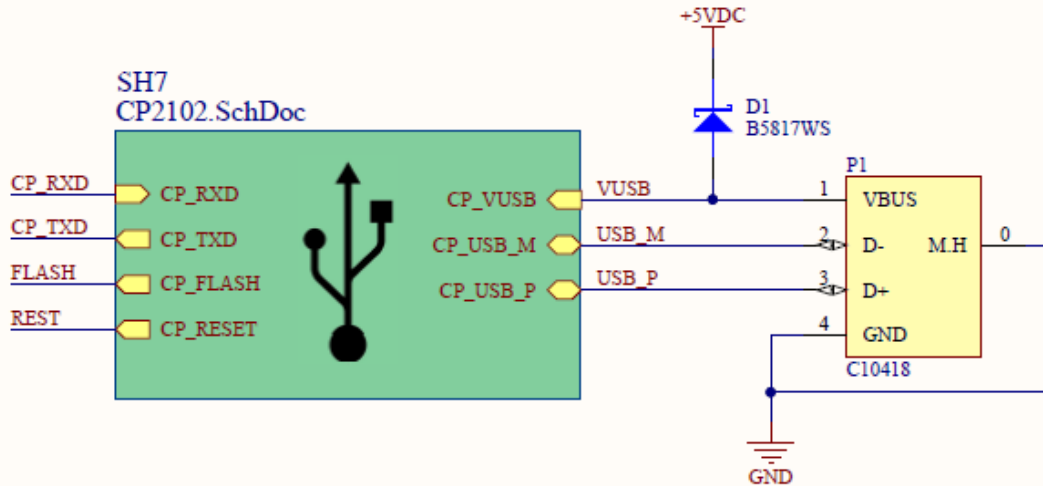 +5VDC
SH7
CP2102.SchDoc
D1
B5817WS
P1
CP_RXD
CP_RXD
CP_VUSB
VUSB
1
VBUS
CP_TXD
CP_TXD
CP_USB_M
USB_M
2
D-
M.H
0
FLASH
CP_FLASH
CP_USB_P
USB_P
3
D+
REST
CP_RESET
4
GND
C10418
GND